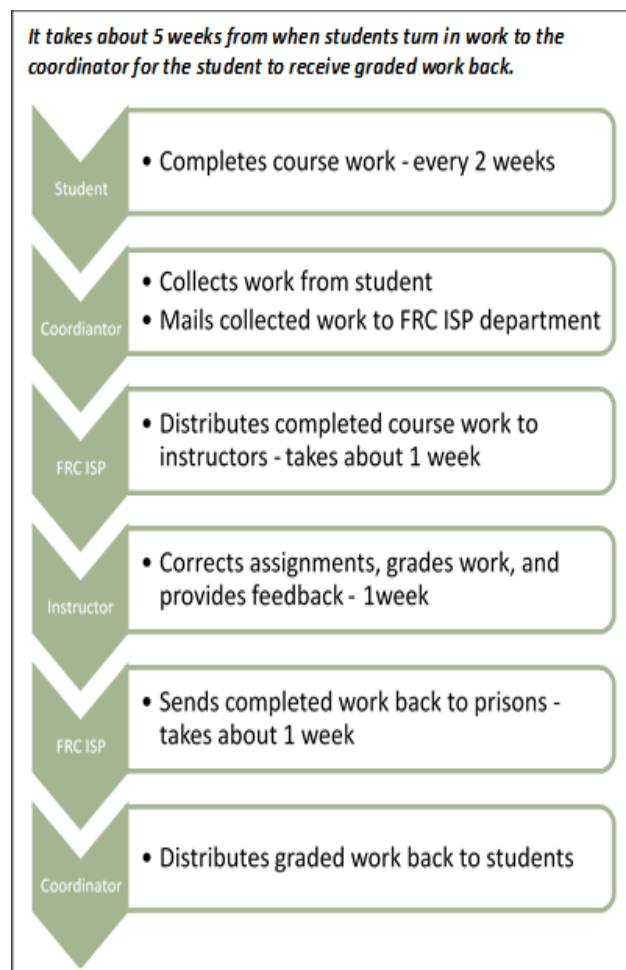 It takes about 5 weeks from when students turn in work to the
coordinator for the student to receive graded work back.
Student
• Completes course work - every 2 weeks
Coordiantor
• Collects work from student
• Mails collected work to FRC ISP department
FRC ISP
• Distributes completed course work to
instructors - takes about 1 week
Instructor
• Corrects assignments, grades work, and
provides feedback - 1week
FRC ISP
• Sends completed work back to prisons -
takes about 1 week
Coordinator
• Distributes graded work back to students